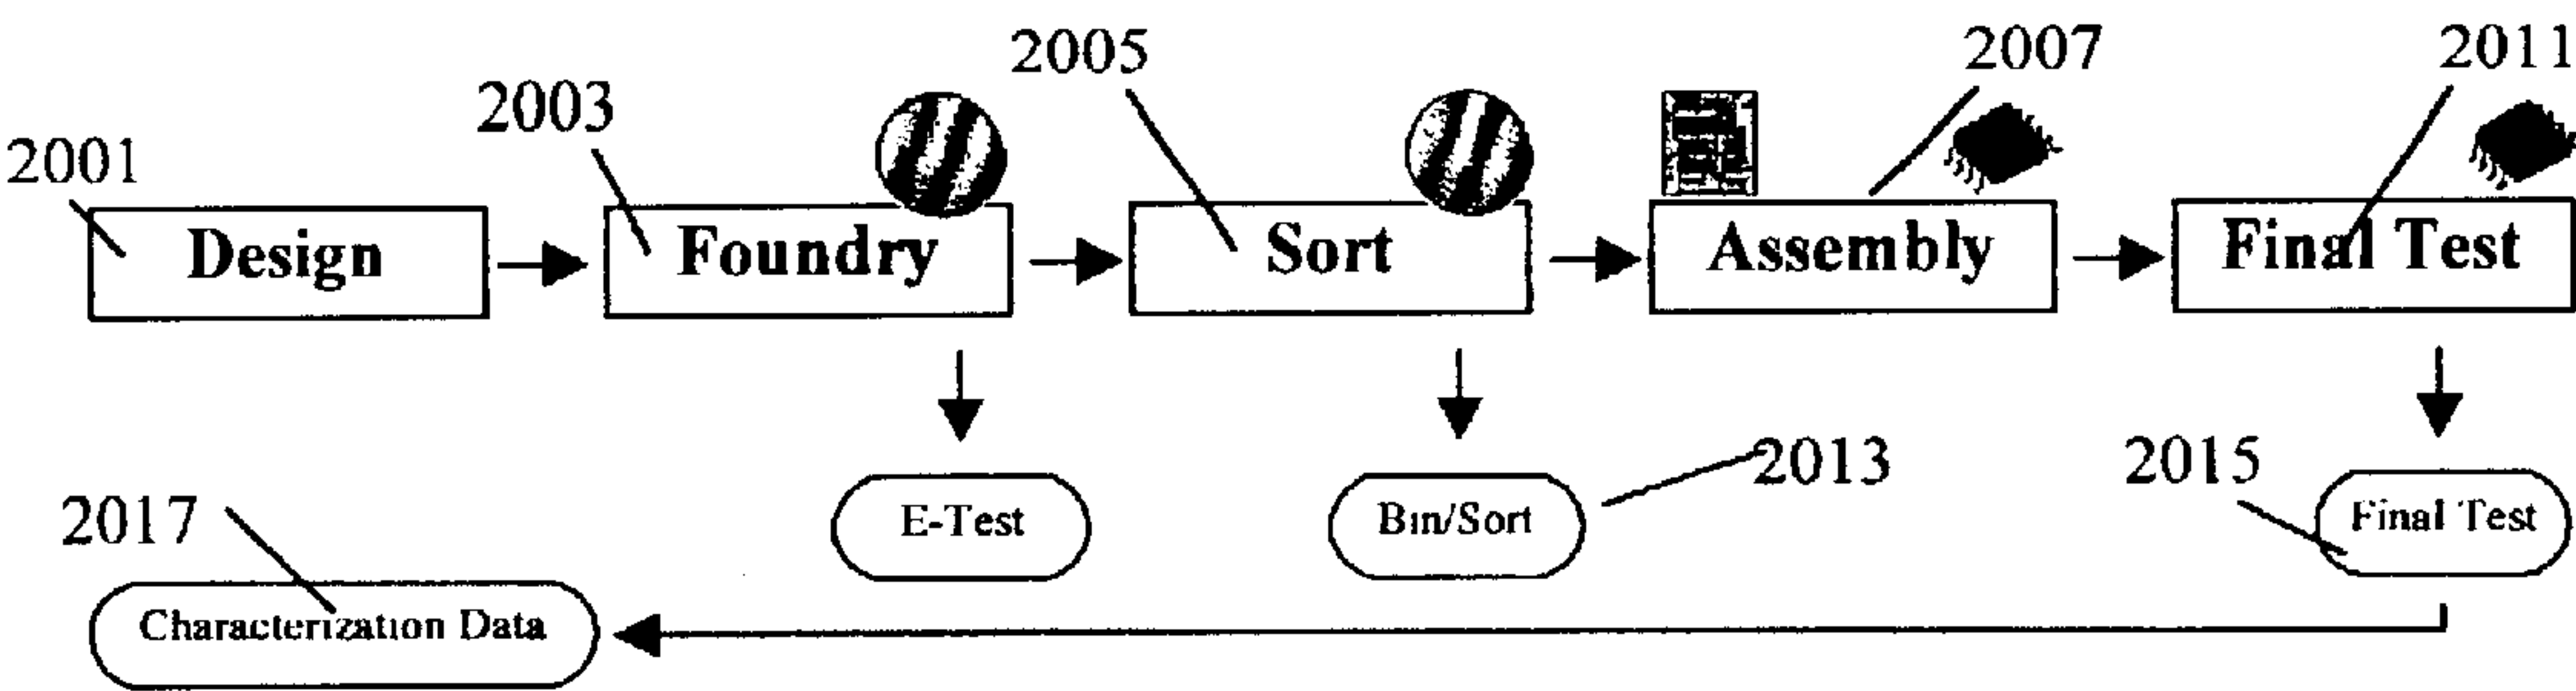 2005
2007
2011
2003
2001
Design
Foundry
Sort
Assembly
Final Test
2013
2015
2017
E-Test
Bin/Sort
Final Test
Characterization Data